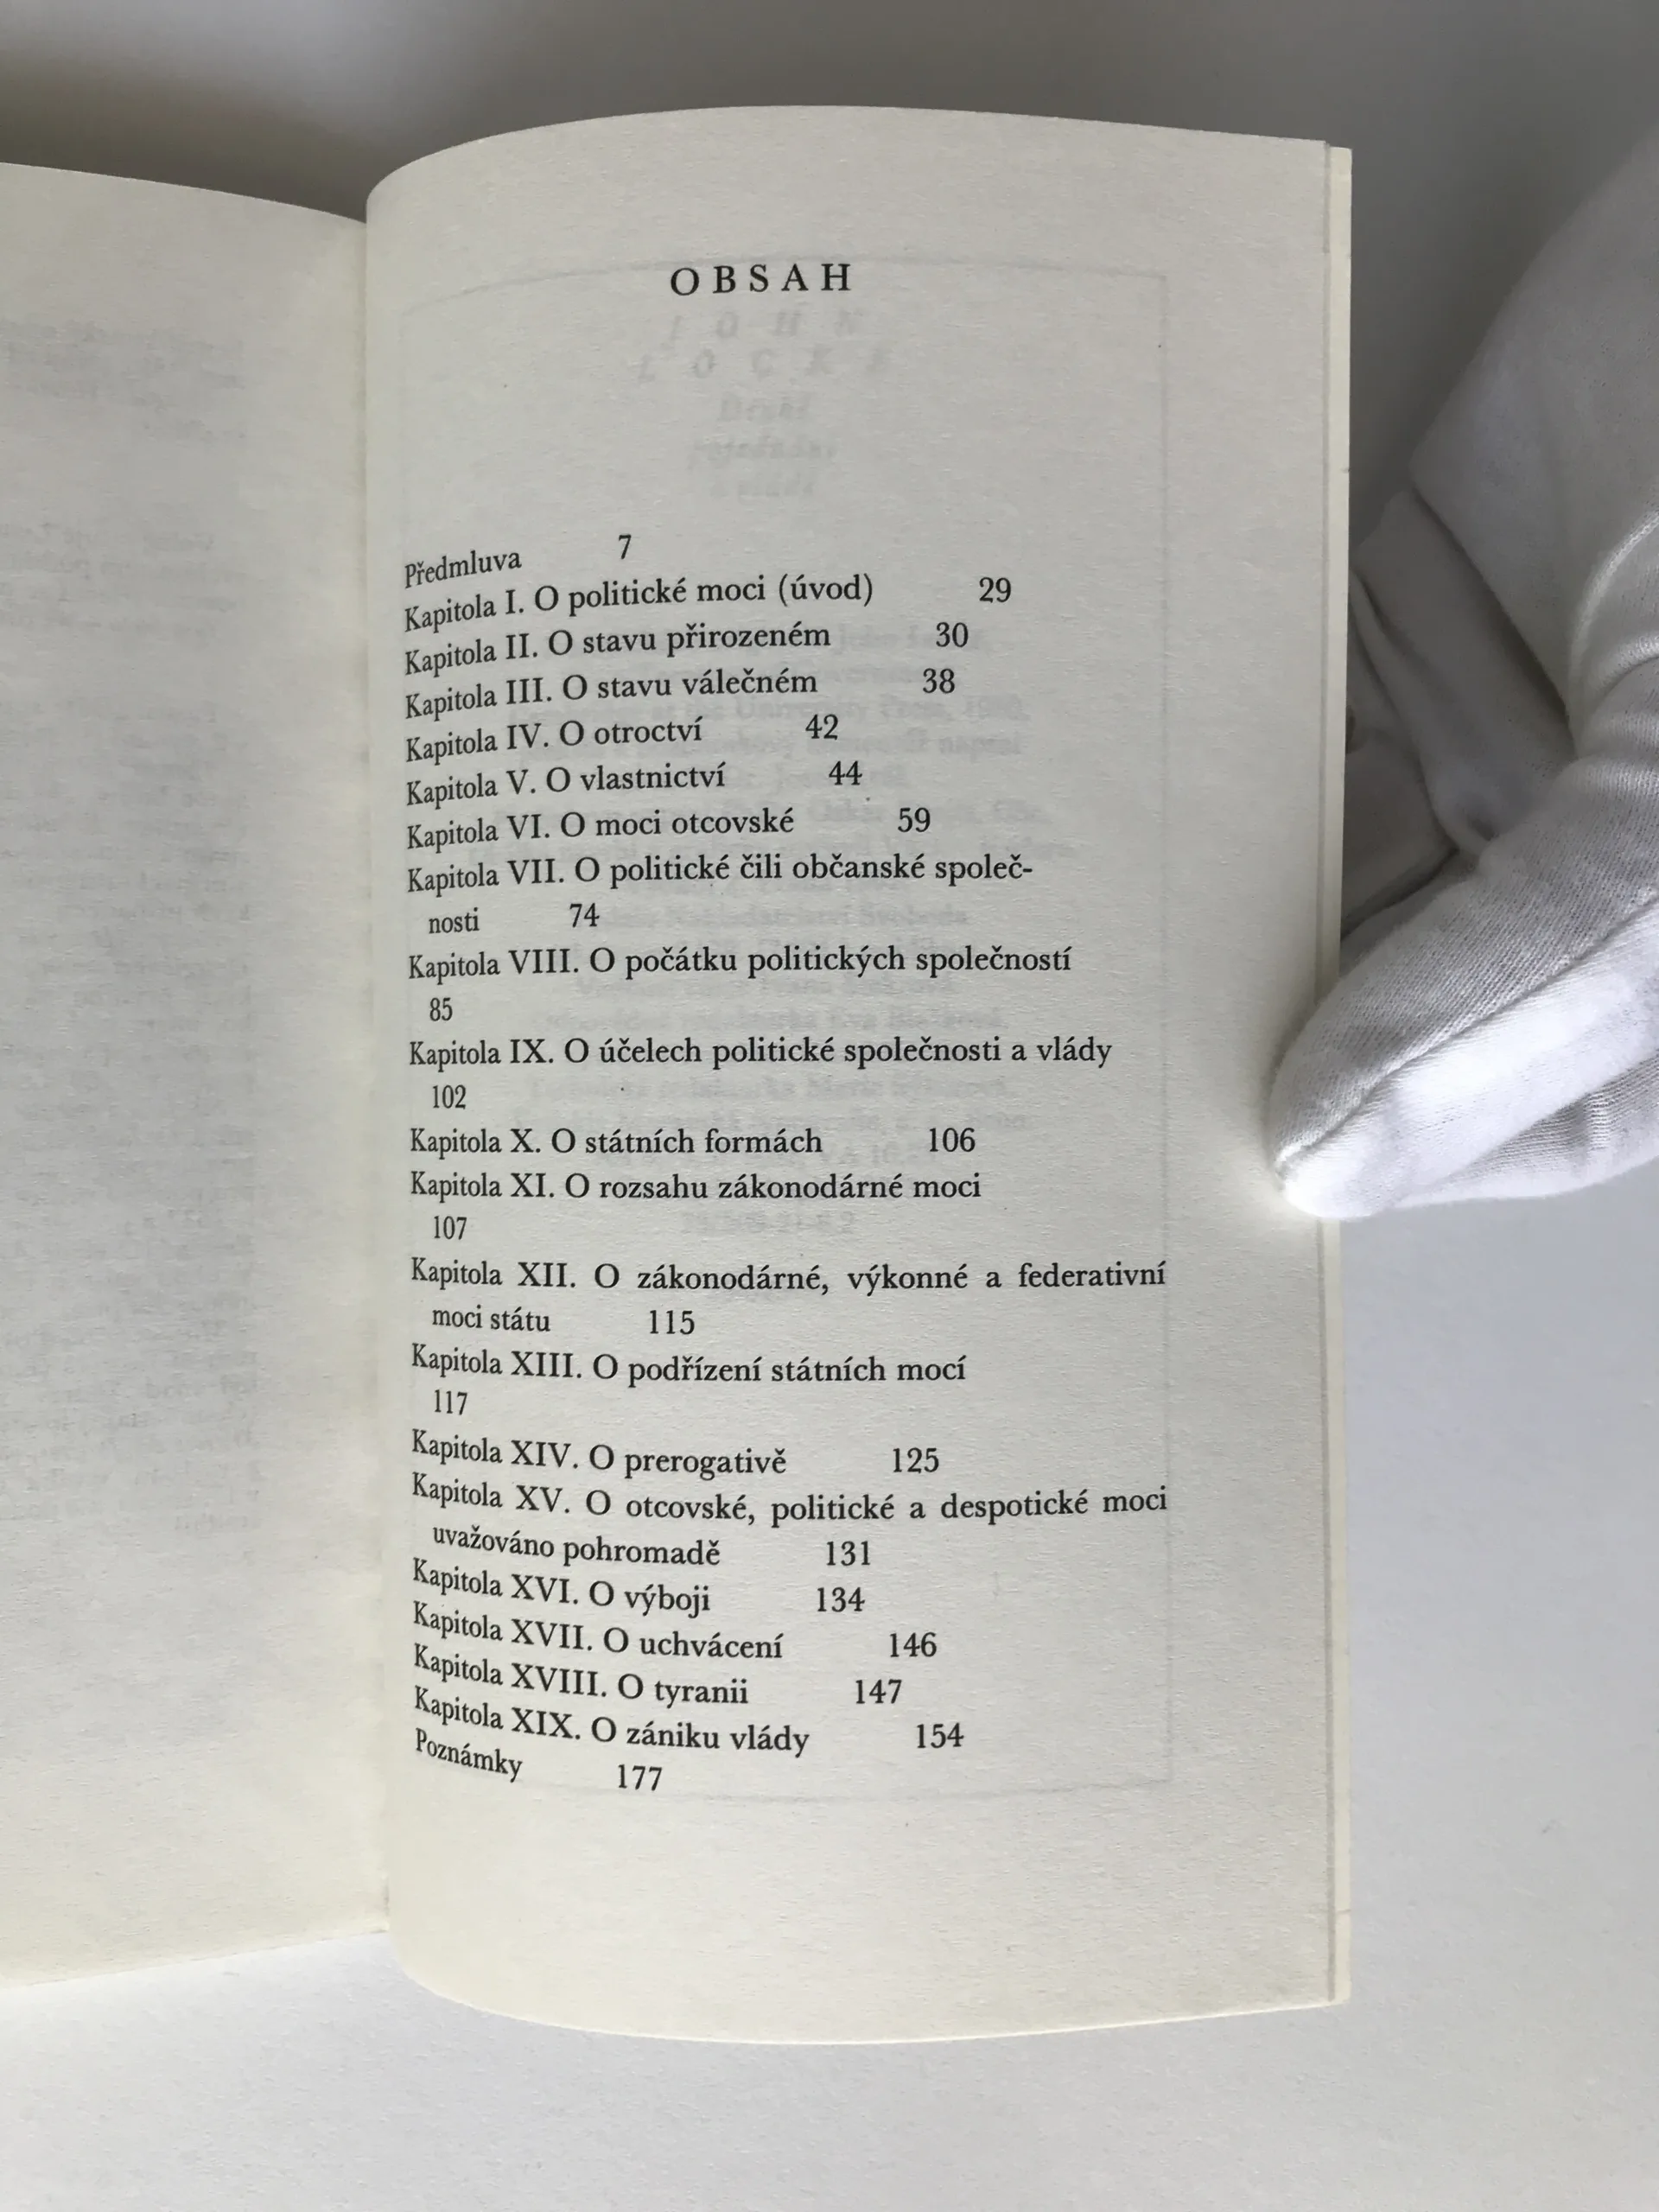 OBSAH
Předmluva 7
Kapitola I. O politické moci (úvod) 29
Kapitola II. O stavu přirozeném 30
Kapitola III. O stavu válečném 38
Kapitola IV. O otroctví 42
Kapitola V. O vlastnictví 44
Kapitola VI. O moci otcovské 59
Kapitola VII. O politické čili občanské společ-
nosti 74
Kapitola VIII. O počátku politických společností
85
Kapitola IX. O účelech politické společnosti a vlády
102
Kapitola X. O státních formách 106
Kapitola XI. O rozsahu zákonodárné moci
107
Kapitola XII. O zákonodárné, výkonné a federativní
moci státu 115
Kapitola XIII. O podřízení státních mocí
117
Kapitola XIV. O prerogativě 125
Kapitola XV. O otcovské, politické a despotické moci
uvažováno pohromadě 131
Kapitola XVI. O výboji 134
Kapitola XVII. O uchvácení 146
Kapitola XVIII. O tyranii 147
Kapitola XIX. O zániku vlády 154
Poznámky 177